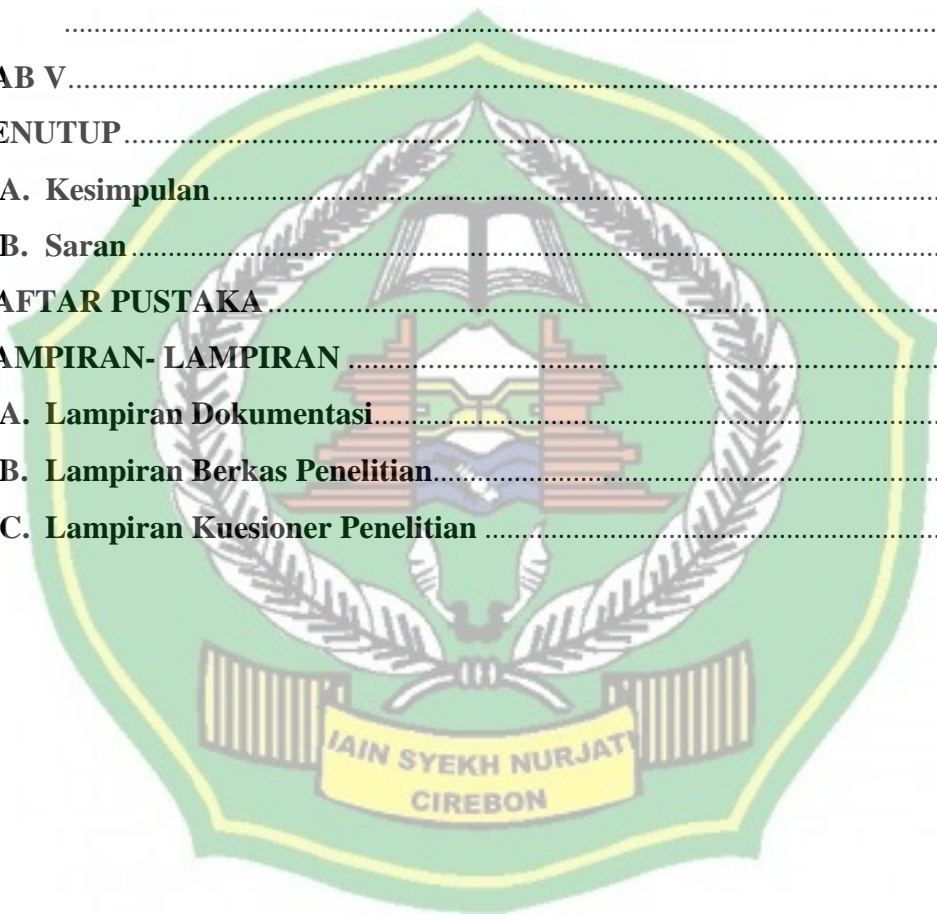 AB V
ENUTUP
A. Kesimpulan
B. Saran
AFTAR PUSTAKA
AMPIRAN- LAMPIRAN
A. Lampiran Dokumentasi
B. Lampiran Berkas Penelitian
C. Lampiran Kuesioner Penelitian
IAIN SYEKH NURJATI
CIREBON